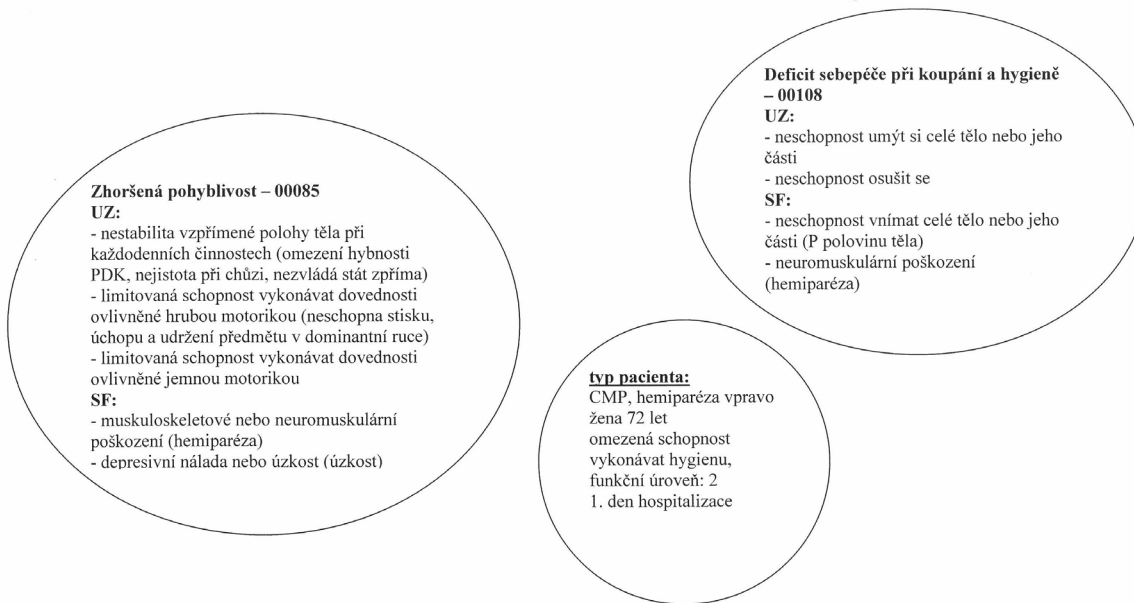 Zhoršená pohyblivost – 00085
UZ:
- nestabilita vzpřímené polohy těla při
každodenních činnostech (omezení hybnosti
PDK, nejistota při chůzi, nezvládá stát zpříma)
- limitovaná schopnost vykonávat dovednosti
ovlivněné hrubou motorikou (neschopna stisku,
úchopu a udržení předmětu v dominantní ruce)
- limitovaná schopnost vykonávat dovednosti
ovlivněné jemnou motorikou
SF:
- muskuloskeletové nebo neuromuskulární
poškození (hemiparéza)
- depresivní nálada nebo úzkost (úzkost)
Deficit sebepéče při koupání a hygieně
– 00108
UZ:
- neschopnost umýt si celé tělo nebo jeho
části
- neschopnost osušit se
SF:
- neschopnost vnímat celé tělo nebo jeho
části (P polovinu těla)
- neuromuskulární poškození
(hemiparéza)
typ pacienta:
CMP, hemiparéza vpravo
žena 72 let
omezená schopnost
vykonávat hygienu,
funkční úroveň: 2
1. den hospitalizace